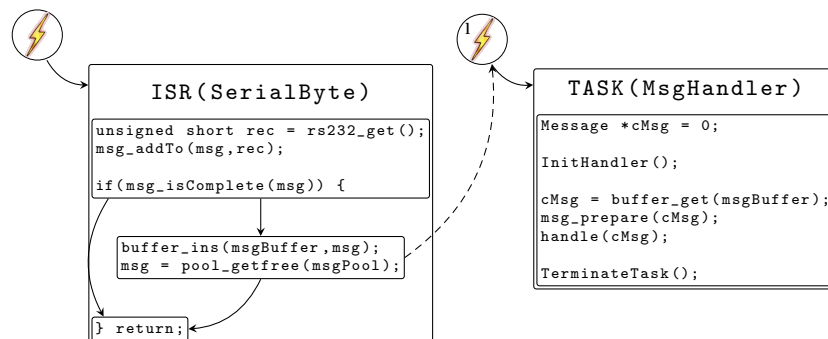 ISR(SerialByte)
unsigned short rec = rs232_get();
msg_addTo(msg,rec);
if(msg_isComplete(msg)) {
buffer_ins(msgBuffer,msg);
msg = pool_getfree(msgPool);
} return;
1
TASK(MsgHandler)
Message *cMsg = 0;
InitHandler();
cMsg = buffer_get(msgBuffer);
msg_prepare(cMsg);
handle(cMsg);
TerminateTask();